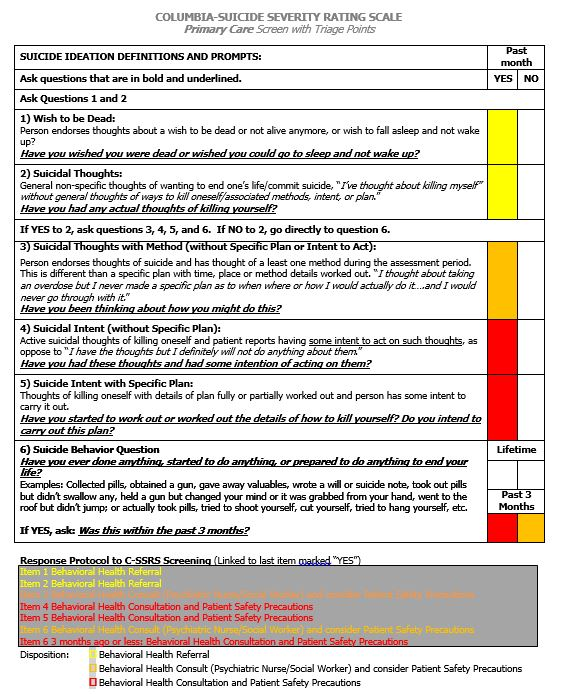 COLUMBIA-SUICIDE SEVERITY RATING SCALE
Primary Care Screen with Triage Points
SUICIDE IDEATION DEFINITIONS AND PROMPTS:
Past
month
Ask questions that are in bold and underlined.
YES NO
Ask Questions 1 and 2
1) Wish to be Dead:
Person endorses thoughts about a wish to be dead or not alive anymore, or wish to fall asleep and not wake
up?
Have you wished you were dead or wished you could go to sleep and not wake up?
2) Suicidal Thoughts:
General non-specific thoughts of wanting to end one's life/commit suicide, "I've thought about killing myself"
without general thoughts of ways to kill oneself/associated methods, intent, or plan."
Have you had any actual thoughts of killing yourself?
If YES to 2, ask questions 3, 4, 5, and 6. If NO to 2, go directly to question 6.
3) Suicidal Thoughts with Method (without Specific Plan or Intent to Act):
Person endorses thoughts of suicide and has thought of a least one method during the assessment period.
This is different than a specific plan with time, place or method details worked out. "I thought about taking
an overdose but I never made a specific plan as to when where or how I would actually do it....and I would
never go through with it."
Have you been thinking about how you might do this?
4) Suicidal Intent (without Specific Plan):
Active suicidal thoughts of killing oneself and patient reports having some intent to act on such thoughts, as
oppose to "I have the thoughts but I definitely will not do anything about them."
Have you had these thoughts and had some intention of acting on them?
5) Suicide Intent with Specific Plan:
Thoughts of killing oneself with details of plan fully or partially worked out and person has some intent to
carry it out.
Have you started to work out or worked out the details of how to kill yourself? Do you intend to
carry out this plan?
6) Suicide Behavior Question
Lifetime
Have you ever done anything, started to do anything, or prepared to do anything to end your
life?
Examples: Collected pills, obtained a gun, gave away valuables, wrote a will or suicide note, took out pills
but didn't swallow any, held a gun but changed your mind or it was grabbed from your hand, went to the
roof but didn't jump; or actually took pills, tried to shoot yourself, cut yourself, tried to hang yourself, etc.
Past 3
Months
If YES, ask: Was this within the past 3 months?
Response Protocol to C-SSRS Screening (Linked to last item marked "YES")
Item 1 Behavioral Health Referral
Item 2 Behavioral Health Referral
Item 3 Behavioral Health Consult (Psychiatric Nurse/Social Worker) and consider Patient Safety Precautions
Item 4 Behavioral Health Consultation and Patient Safety Precautions
Item 5 Behavioral Health Consultation and Patient Safety Precautions
Item 6 Behavioral Health Consult (Psychiatric Nurse/Social Worker) and consider Patient Safety Precautions
Item 6 3 months ago or less: Behavioral Health Consultation and Patient Safety Precautions
Disposition: Behavioral Health Referral
Behavioral Health Consult (Psychiatric Nurse/Social Worker) and consider Patient Safety Precautions
Behavioral Health Consultation and Patient Safety Precautions